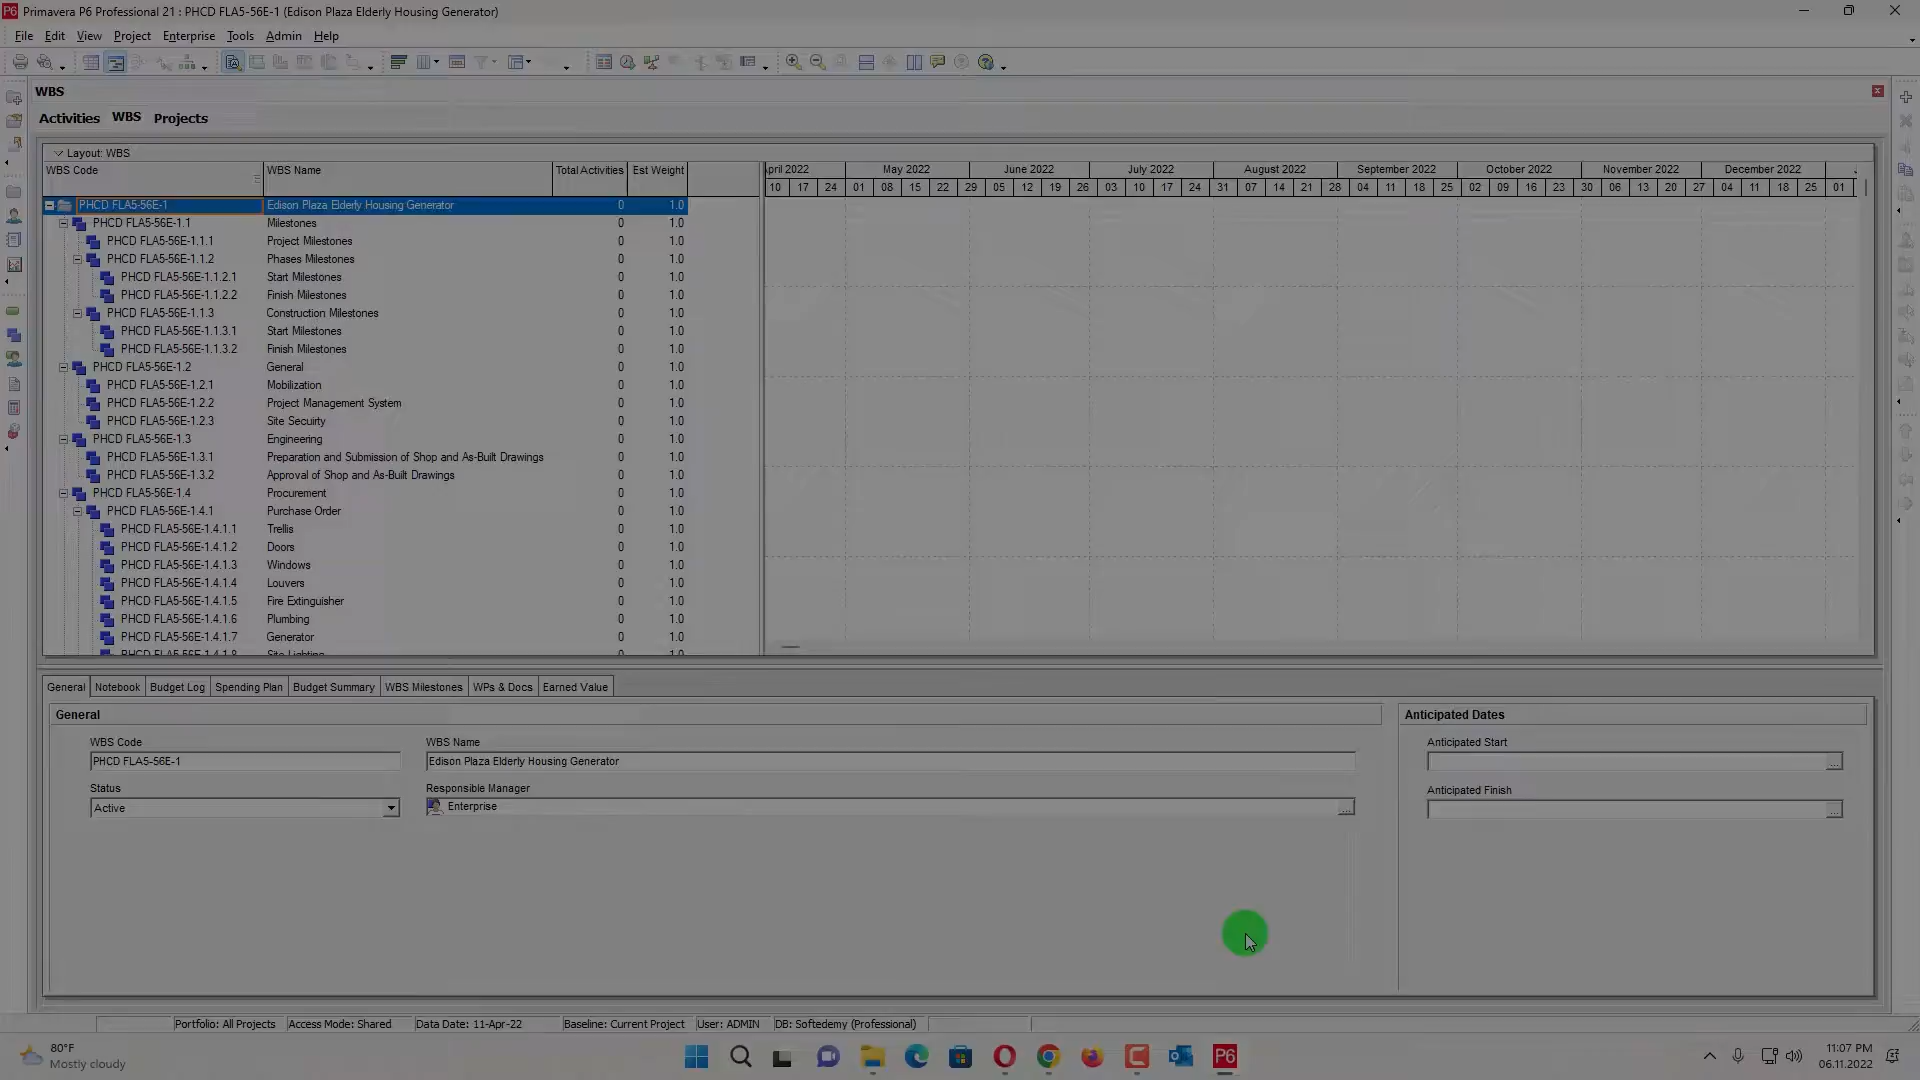 Primavera P6 Professional 21 : PHCD FLA5-56E-1 (Edison Plaza Elderly Housing Generator)
File Edit View Project Enterprise Tools Admin Help
WBS
Activities WBS Projects
Layout: WBS
WBS Code WBS Name Total Activities Est Weight
April 2022 May 2022 June 2022 July 2022 August 2022 September 2022 October 2022 November 2022 December 2022
10 17 24 01 08 15 22 29 05 12 19 26 03 10 17 24 31 07 14 21 28 04 11 18 25 02 09 16 23 30 06 13 20 27 04 11 18 25 01
PHCD FLA5-56E-1 Edison Plaza Elderly Housing Generator 0 1.0
PHCD FLA5-56E-1.1 Milestones 0 1.0
PHCD FLA5-56E-1.1.1 Project Milestones 0 1.0
PHCD FLA5-56E-1.1.2 Phases Milestones 0 1.0
PHCD FLA5-56E-1.1.2.1 Start Milestones 0 1.0
PHCD FLA5-56E-1.1.2.2 Finish Milestones 0 1.0
PHCD FLA5-56E-1.1.3 Construction Milestones 0 1.0
PHCD FLA5-56E-1.1.3.1 Start Milestones 0 1.0
PHCD FLA5-56E-1.1.3.2 Finish Milestones 0 1.0
PHCD FLA5-56E-1.2 General 0 1.0
PHCD FLA5-56E-1.2.1 Mobilization 0 1.0
PHCD FLA5-56E-1.2.2 Project Management System 0 1.0
PHCD FLA5-56E-1.2.3 Site Secuirty 0 1.0
PHCD FLA5-56E-1.3 Engineering 0 1.0
PHCD FLA5-56E-1.3.1 Preparation and Submission of Shop and As-Built Drawings 0 1.0
PHCD FLA5-56E-1.3.2 Approval of Shop and As-Built Drawings 0 1.0
PHCD FLA5-56E-1.4 Procurement 0 1.0
PHCD FLA5-56E-1.4.1 Purchase Order 0 1.0
PHCD FLA5-56E-1.4.1.1 Trellis 0 1.0
PHCD FLA5-56E-1.4.1.2 Doors 0 1.0
PHCD FLA5-56E-1.4.1.3 Windows 0 1.0
PHCD FLA5-56E-1.4.1.4 Louvers 0 1.0
PHCD FLA5-56E-1.4.1.5 Fire Extinguisher 0 1.0
PHCD FLA5-56E-1.4.1.6 Plumbing 0 1.0
PHCD FLA5-56E-1.4.1.7 Generator 0 1.0
PHCD FLA5-56E-1.4.1.8 Site Lighting 0 1.0
General Notebook Budget Log Spending Plan Budget Summary WBS Milestones WPs & Docs Earned Value
General Anticipated Dates
WBS Code WBS Name Anticipated Start
PHCD FLA5-56E-1 Edison Plaza Elderly Housing Generator ...
Status Responsible Manager Anticipated Finish
Active Enterprise ... ...
Portfolio: All Projects Access Mode: Shared Data Date: 11-Apr-22 Baseline: Current Project User: ADMIN DB: Softedemy (Professional)
80°F
Mostly cloudy
P6
11:07 PM
06.11.2022